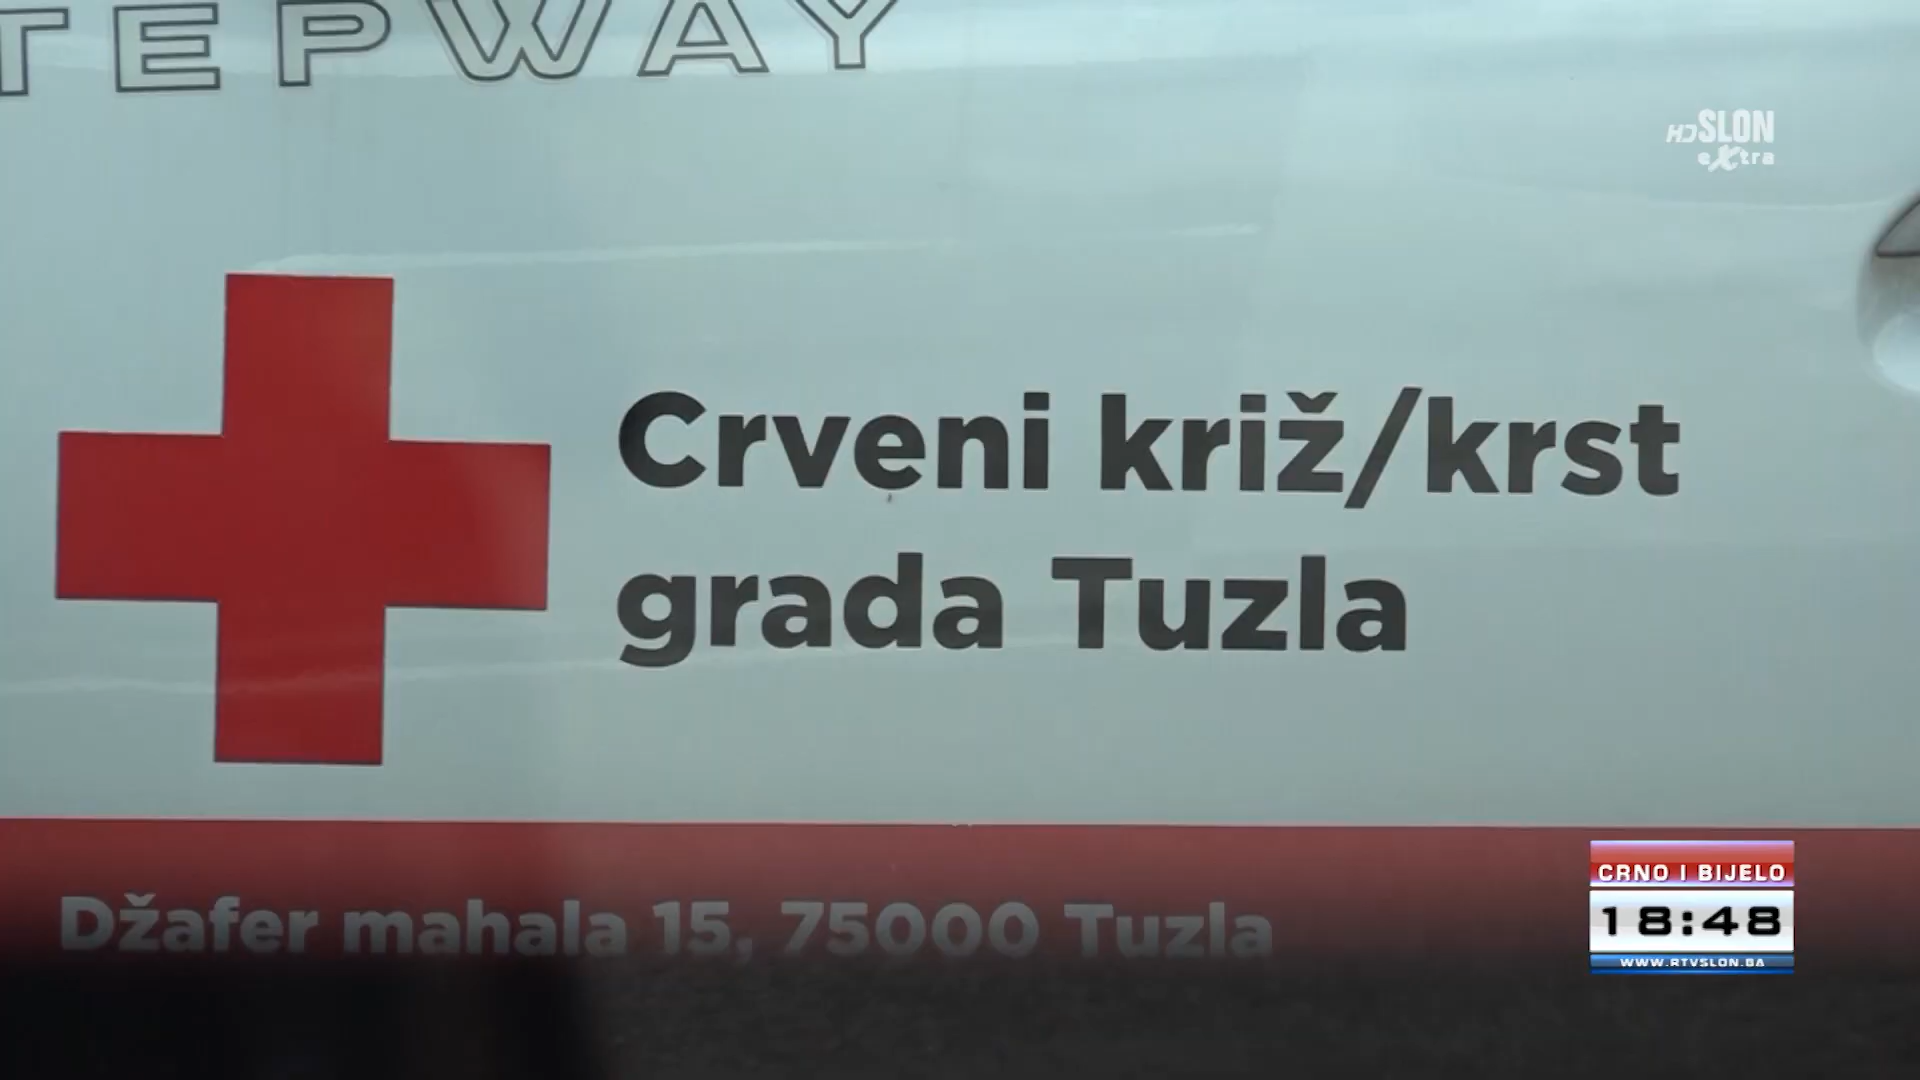 TEPWAY
HD SLON
extra
Crveni križ/krst
grada Tuzla
CRNO I BIJELO
Džafer mahala 15, 75000 Tuzla
18:48
WWW.RTVSLON.BA